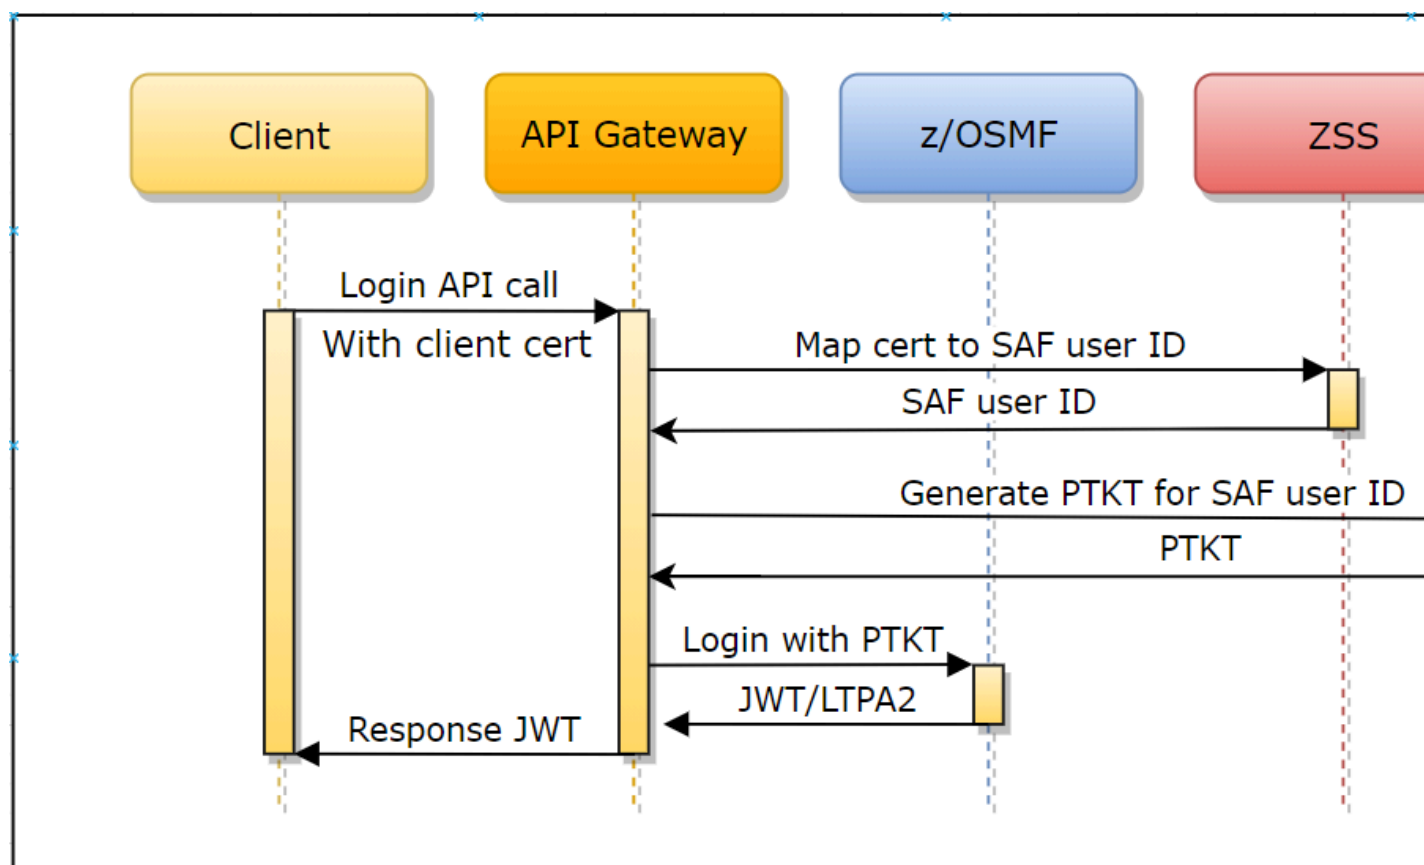 Client
API Gateway
z/OSMF
ZSS
Login API call
With client cert
Map cert to SAF user ID
SAF user ID
Generate PTKT for SAF user ID
PTKT
Login with PTKT
JWT/LTPA2
Response JWT